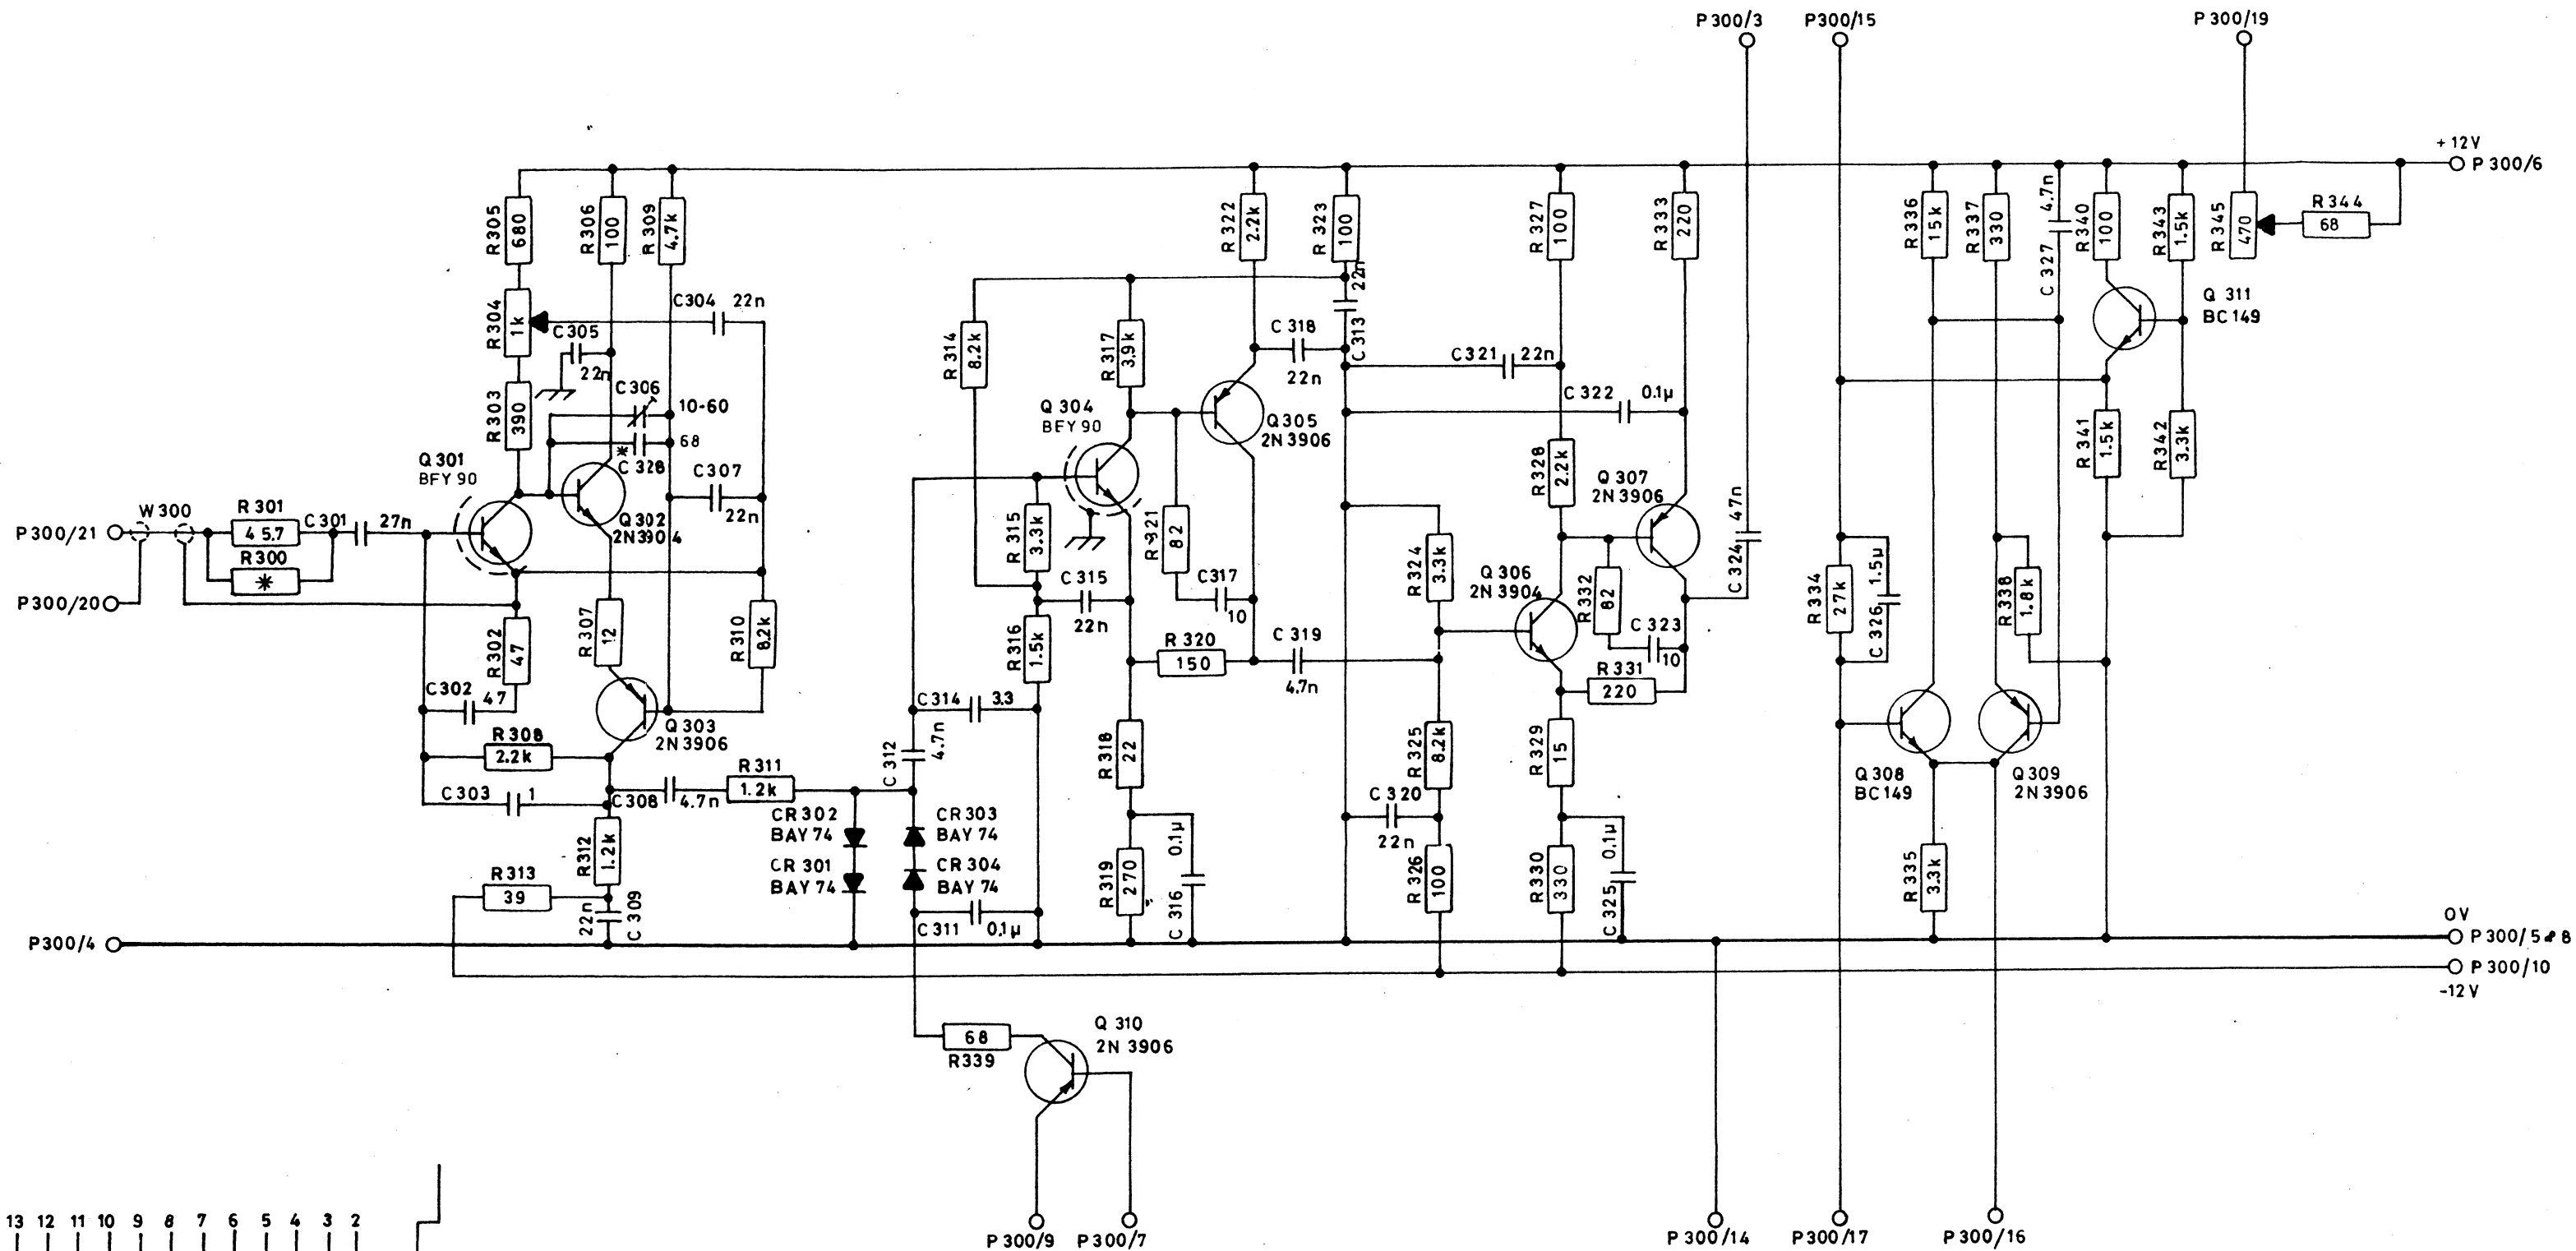 P300/3
P300/15
P300/19
+12V
P300/6
R305
680
R306
100
R309
4.7k
R322
2.2k
R323
100
R327
100
R333
220
R336
15k
R337
330
4.7n
C327
R340
100
R343
1.5k
R345
470
R344
68
R304
1k
C304
22n
C305
22n
22n
C313
Q311
BC149
R314
8.2k
R317
3.9k
C318
22n
C321
22n
R303
390
C306
10-60
68
*
C328
C322
0.1µ
Q304
BFY90
Q305
2N3906
R341
1.5k
R342
3.3k
Q301
BFY90
C307
22n
R328
2.2k
Q307
2N3906
P300/21
W300
R301
45.7
R300
*
C301
27n
Q302
2N3904
R315
3.3k
R321
82
C317
10
R324
3.3k
C324
47n
P300/20
R302
47
R307
12
R310
8.2k
C315
22n
R316
1.5k
R320
150
C319
4.7n
Q306
2N3904
R332
82
C323
10
R331
220
R334
27k
C326
1.5µ
R338
1.8k
C302
47
Q303
2N3906
C314
3.3
C312
4.7n
R318
22
R325
8.2k
R329
15
R308
2.2k
C303
1
C308
4.7n
R311
1.2k
CR302
BAY74
CR303
BAY74
CR301
BAY74
CR304
BAY74
C320
22n
Q308
BC149
Q309
2N3906
R312
1.2k
R313
39
22n
C309
C311
0.1µ
R319
270
C316
0.1µ
R326
100
R330
330
C325
0.1µ
R335
3.3k
P300/4
0V
P300/5&8
P300/10
-12V
68
R339
Q310
2N3906
P300/9
P300/7
P300/14
P300/17
P300/16
13 12 11 10 9 8 7 6 5 4 3 2